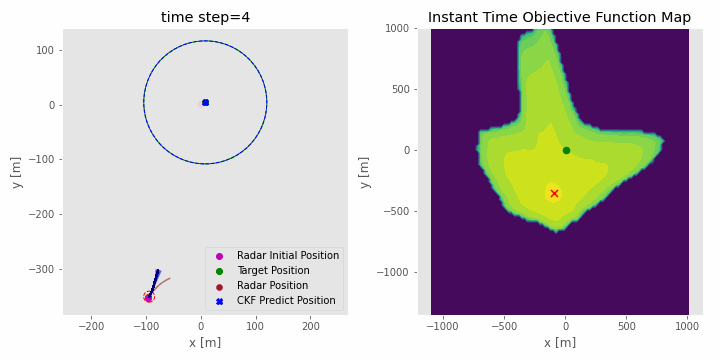 time step=4
100
0
−100
−200
−300
y [m]
−200
−100
0
100
200
x [m]
Radar Initial Position
Target Position
Radar Position
CKF Predict Position
Instant Time Objective Function Map
1000
500
0
−500
−1000
y [m]
−1000
−500
0
500
1000
x [m]